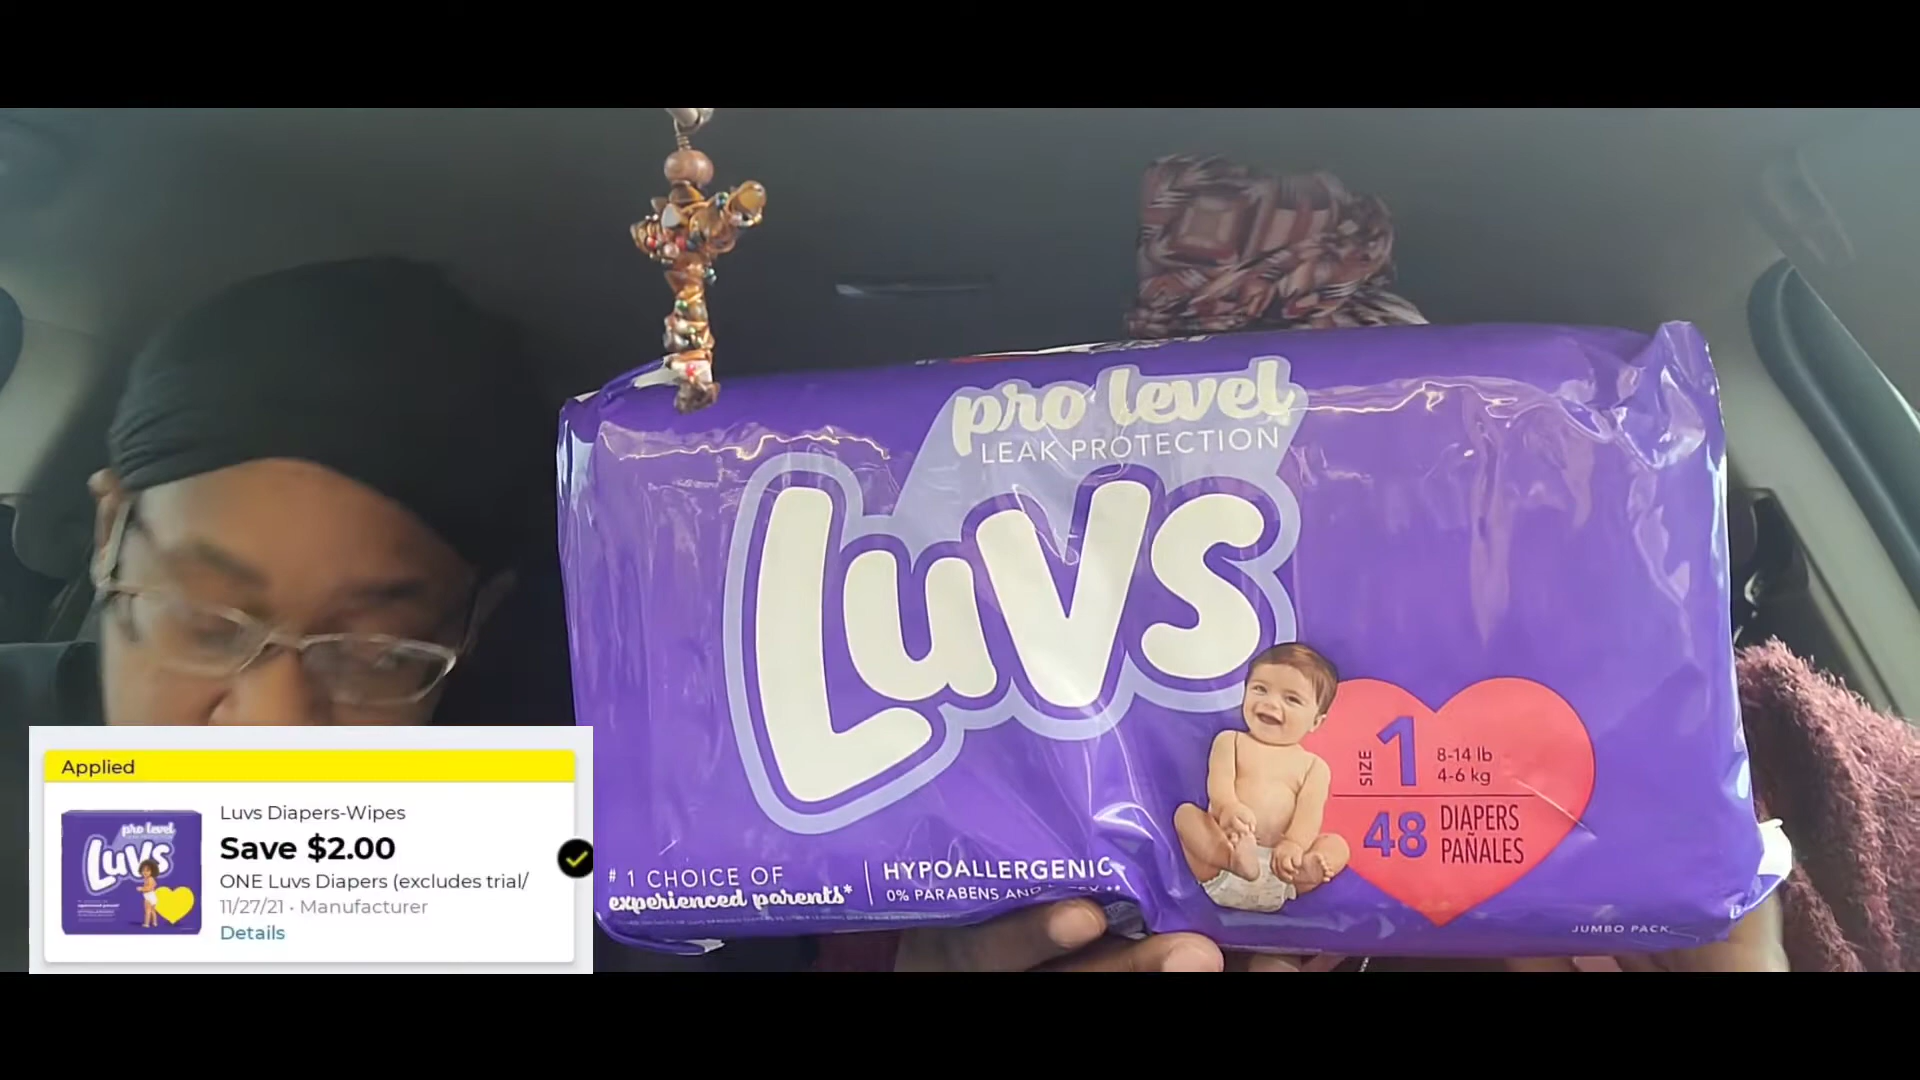 pro level
LEAK PROTECTION
Luvs
SIZE 1
8-14 lb
4-6 kg
48 DIAPERS
PAÑALES
# 1 CHOICE OF
experienced parents*
HYPOALLERGENIC
0% PARABENS AND
JUMBO PACK
Applied
Luvs Diapers-Wipes
Save $2.00
ONE Luvs Diapers (excludes trial/
11/27/21 • Manufacturer
Details
pro level
LEAK PROTECTION
Luvs